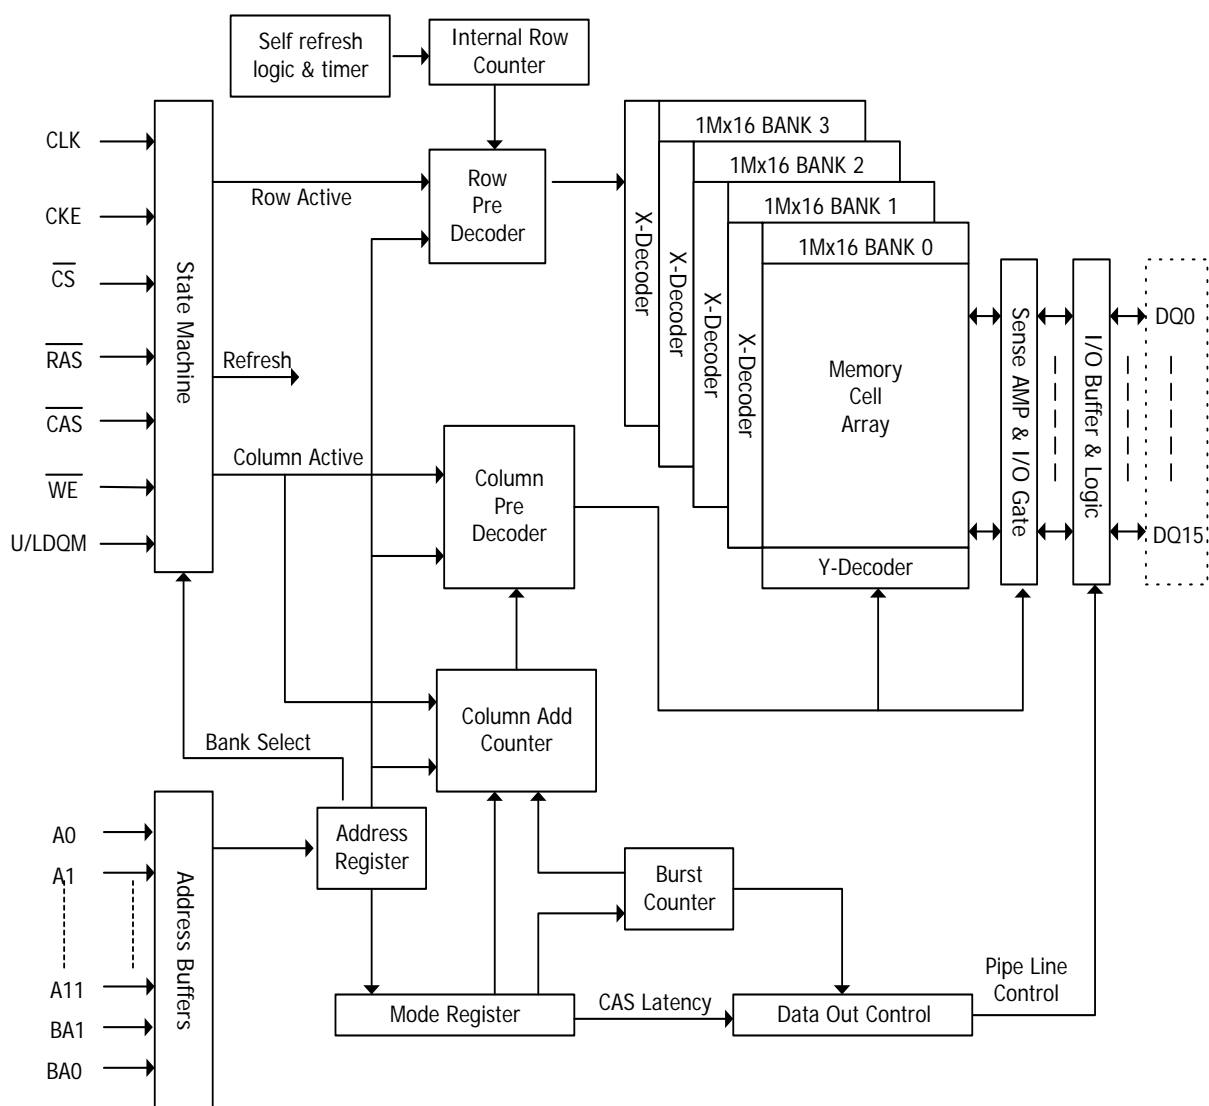 Self refresh
logic & timer
Internal Row
Counter
CLK
CKE
CS
RAS
CAS
WE
U/LDQM
State Machine
Row Active
Refresh
Column Active
Bank Select
Row
Pre
Decoder
Column
Pre
Decoder
Column Add
Counter
1Mx16 BANK 3
1Mx16 BANK 2
1Mx16 BANK 1
1Mx16 BANK 0
X-Decoder
X-Decoder
X-Decoder
X-Decoder
Memory
Cell
Array
Y-Decoder
Sense AMP & I/O Gate
I/O Buffer & Logic
DQ0
DQ15
A0
A1
A11
BA1
BA0
Address Buffers
Address
Register
Burst
Counter
Mode Register
CAS Latency
Data Out Control
Pipe Line
Control